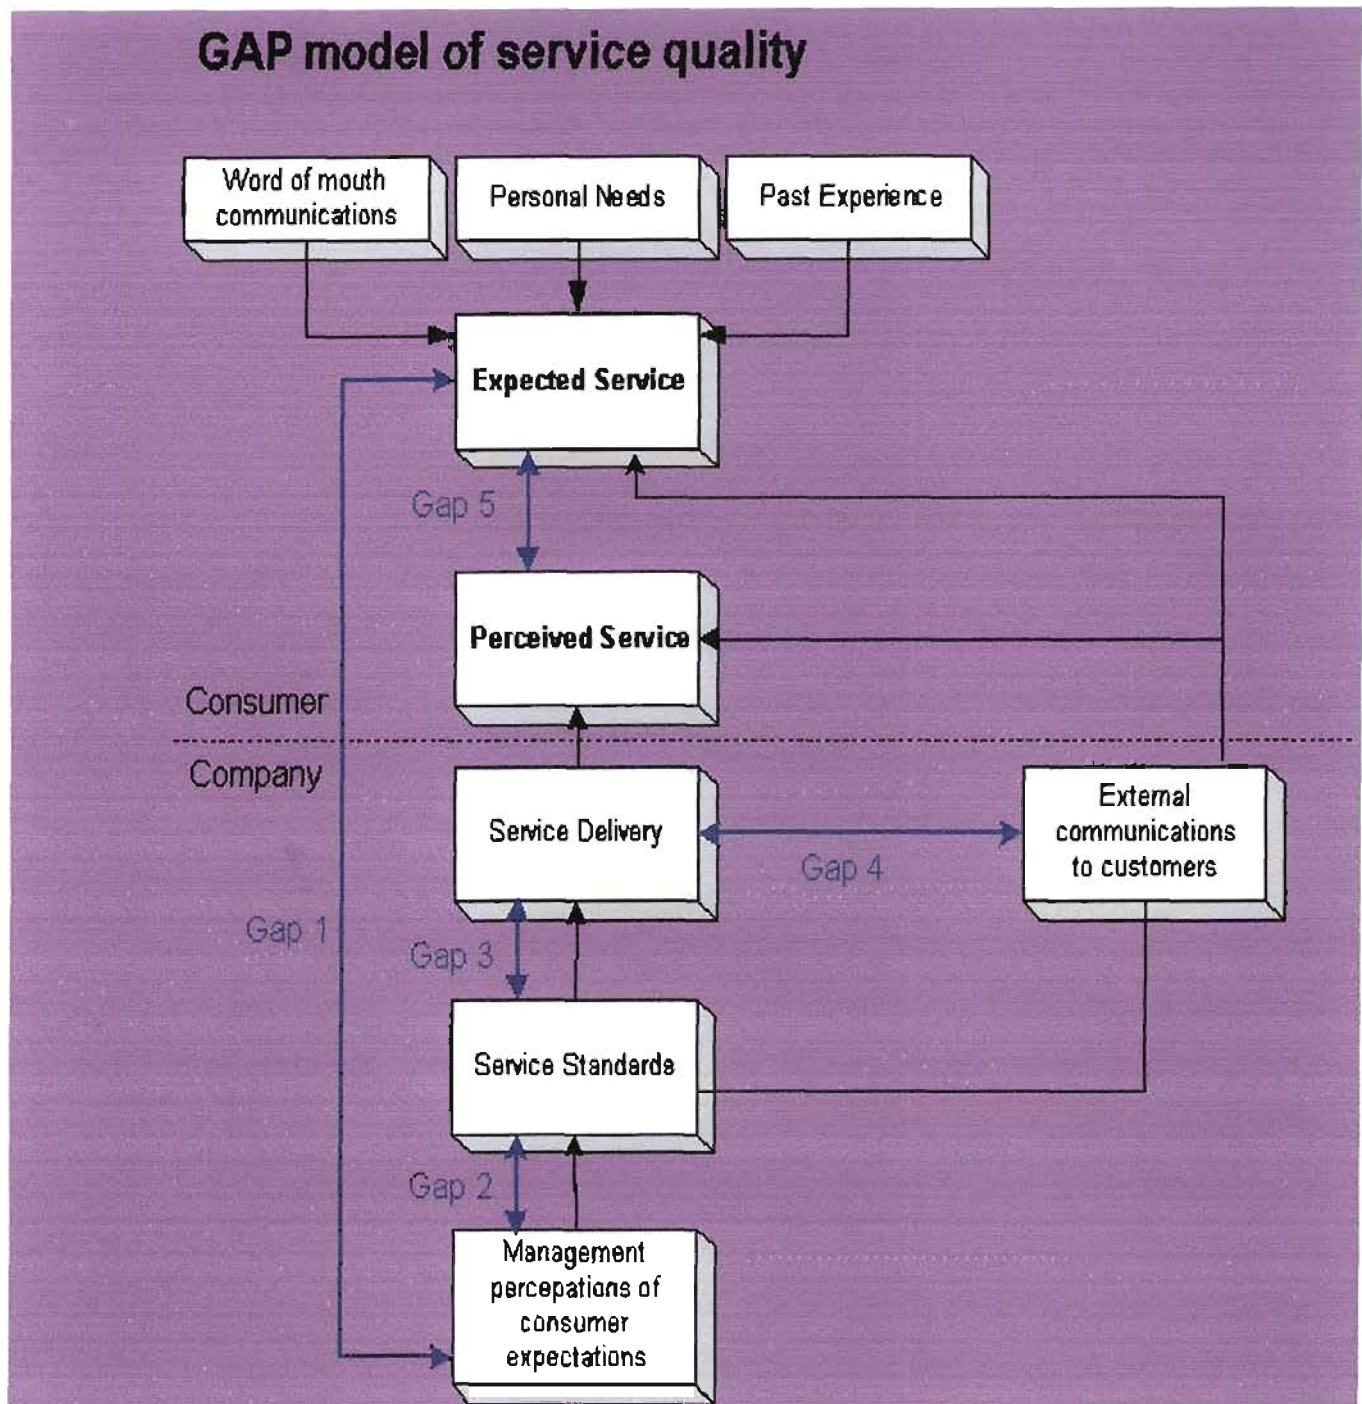 GAP model of service quality
Word of mouth
communications
Personal Needs
Past Experience
Expected Service
Gap 5
Perceived Service
Consumer
Company
Service Delivery
External
communications
to customers
Gap 4
Gap 1
Gap 3
Service Standards
Gap 2
Management
percepations of
consumer
expectations